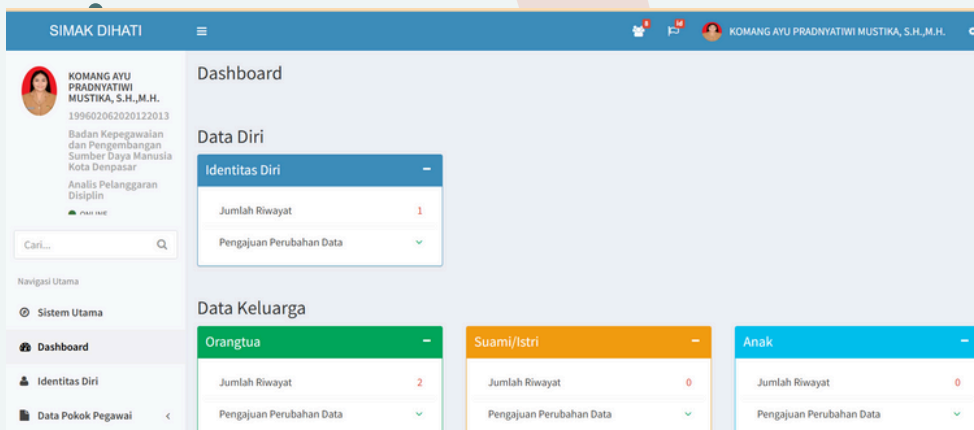 SIMAK DIHATI
KOMANG AYU PRADNYATIWI MUSTIKA, S.H.,M.H.
KOMANG AYU
PRADNYATIWI
MUSTIKA, S.H.,M.H.
199602062020122013
Badan Kepegawaian
dan Pengembangan
Sumber Daya Manusia
Kota Denpasar
Analis Pelanggaran
Disiplin
ONLINE
Cari...
Navigasi Utama
Sistem Utama
Dashboard
Identitas Diri
Data Pokok Pegawai
Dashboard
Data Diri
Identitas Diri
Jumlah Riwayat 1
Pengajuan Perubahan Data
Data Keluarga
Orangtua
Jumlah Riwayat 2
Pengajuan Perubahan Data
Suami/Istri
Jumlah Riwayat 0
Pengajuan Perubahan Data
Anak
Jumlah Riwayat 0
Pengajuan Perubahan Data